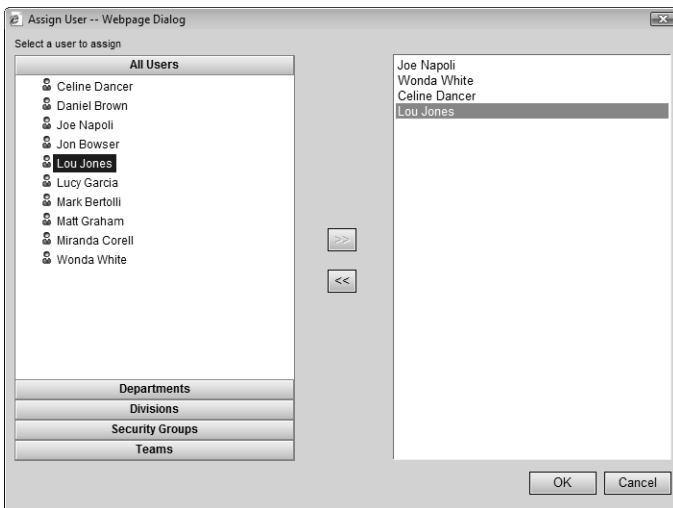 Assign User -- Webpage Dialog
Select a user to assign
All Users
Celine Dancer
Daniel Brown
Joe Napoli
Jon Bowser
Lou Jones
Lucy Garcia
Mark Bertolli
Matt Graham
Miranda Corell
Wonda White
Departments
Divisions
Security Groups
Teams
>>
<<
Joe Napoli
Wonda White
Celine Dancer
Lou Jones
OK
Cancel